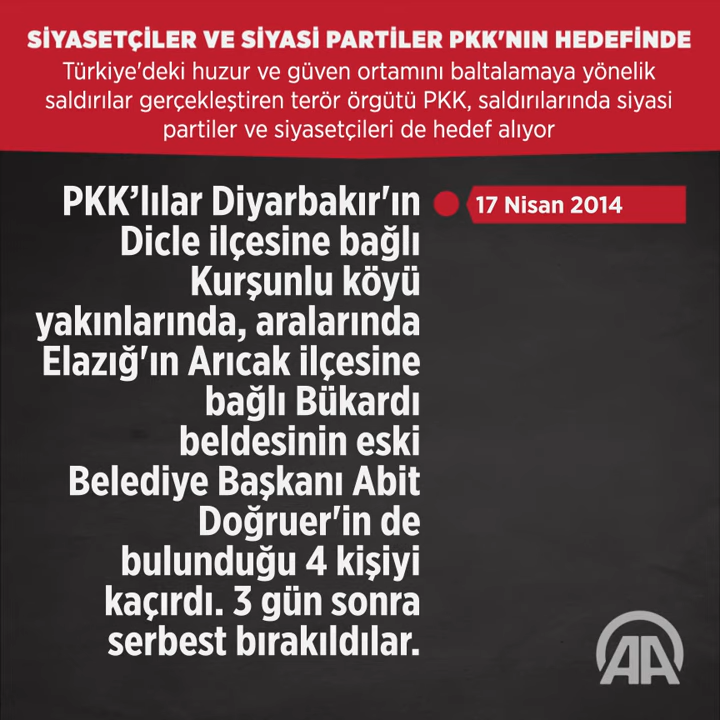 SİYASETÇİLER VE SİYASİ PARTİLER PKK'NIN HEDEFİNDE
Türkiye'deki huzur ve güven ortamını baltalamaya yönelik
saldırılar gerçekleştiren terör örgütü PKK, saldırılarında siyasi
partiler ve siyasetçileri de hedef alıyor
PKK’lılar Diyarbakır'ın
Dicle ilçesine bağlı
Kurşunlu köyü
yakınlarında, aralarında
Elazığ'ın Arıcak ilçesine
bağlı Bükardı
beldesinin eski
Belediye Başkanı Abit
Doğruer'in de
bulunduğu 4 kişiyi
kaçırdı. 3 gün sonra
serbest bırakıldılar.
17 Nisan 2014
AA